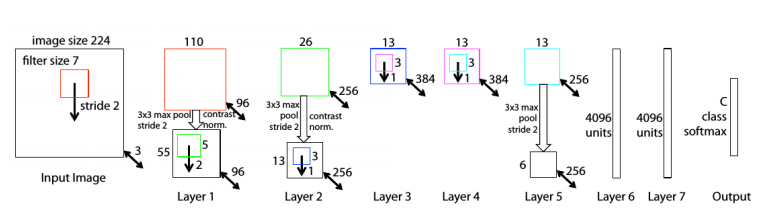 image size 224
filter size 7
stride 2
3
Input Image
110
96
3x3 max
pool
stride 2
contrast
norm.
55
5
2
96
Layer 1
26
256
3x3 max
pool
stride 2
contrast
norm.
13
3
1
256
Layer 2
13
3
1
384
Layer 3
13
3
1
384
Layer 4
13
256
3x3 max
pool
stride 2
6
256
Layer 5
4096
units
Layer 6
4096
units
Layer 7
C
class
softmax
Output